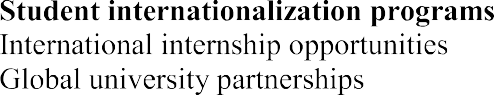 Student internationalization programs
International internship opportunities
Global university partnerships